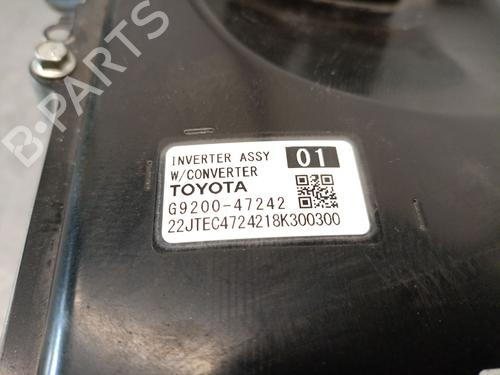 B-PARTS
INVERTER ASSY 01
W/CONVERTER
TOYOTA
G9200-47242
22JTEC4724218K300300